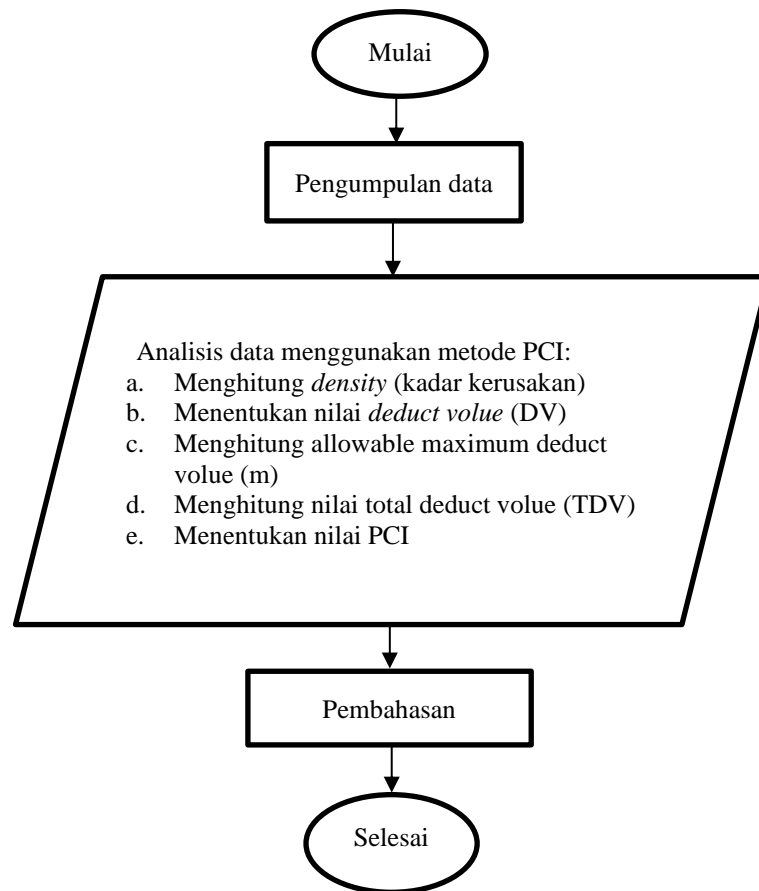 Mulai
Pengumpulan data
Analisis data menggunakan metode PCI:
a. Menghitung density (kadar kerusakan)
b. Menentukan nilai deduct volue (DV)
c. Menghitung allowable maximum deduct
volue (m)
d. Menghitung nilai total deduct volue (TDV)
e. Menentukan nilai PCI
Pembahasan
Selesai